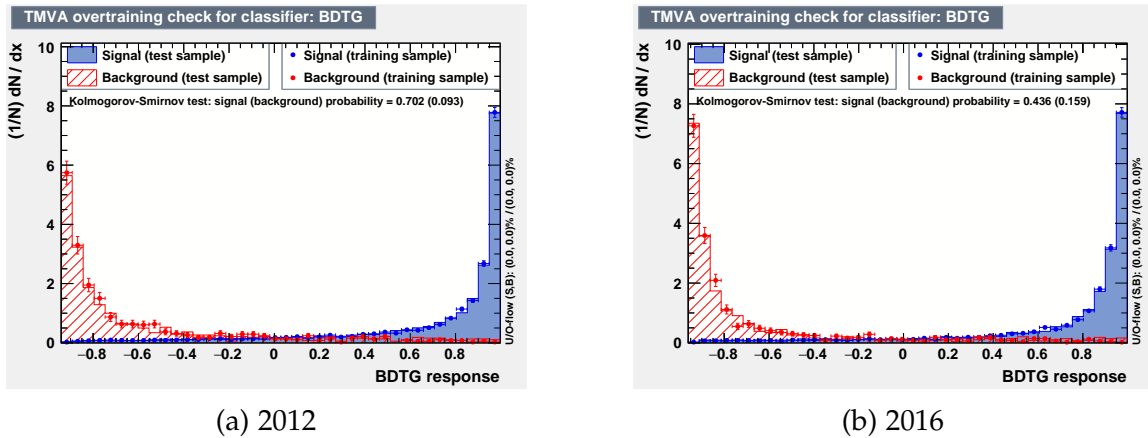 TMVA overtraining check for classifier: BDTG
Signal (test sample)
Background (test sample)
Signal (training sample)
Background (training sample)
Kolmogorov-Smirnov test: signal (background) probability = 0.702 (0.093)
(1/N) dN / dx
10
8
6
4
2
0
−0.8 −0.6 −0.4 −0.2 0 0.2 0.4 0.6 0.8
BDTG response
U/O-flow (S,B): (0.0, 0.0)% / (0.0, 0.0)%
(a) 2012
TMVA overtraining check for classifier: BDTG
Signal (test sample)
Background (test sample)
Signal (training sample)
Background (training sample)
Kolmogorov-Smirnov test: signal (background) probability = 0.436 (0.159)
(1/N) dN / dx
10
8
6
4
2
0
−0.8 −0.6 −0.4 −0.2 0 0.2 0.4 0.6 0.8
BDTG response
U/O-flow (S,B): (0.0, 0.0)% / (0.0, 0.0)%
(b) 2016